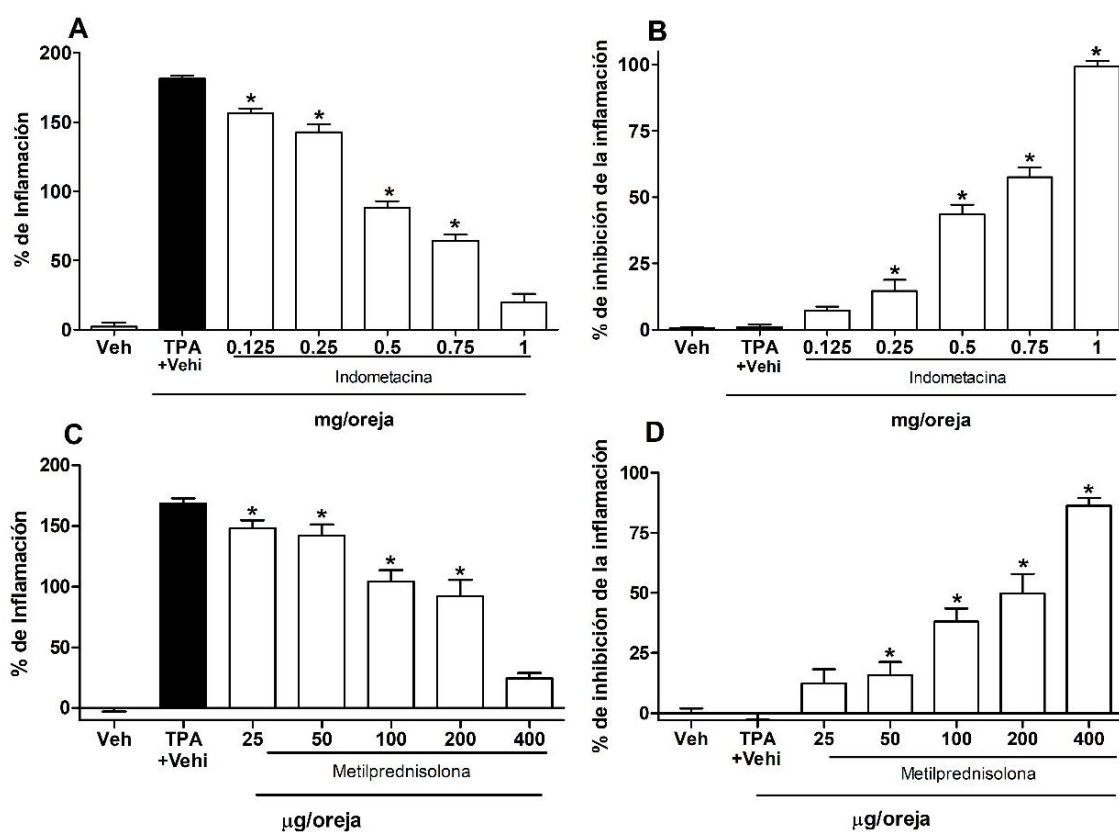 A
% de Inflamación
200
150
100
50
0
*
*
*
*
Veh
TPA
+Vehi
0.125
0.25
0.5
0.75
1
Indometacina
mg/oreja
B
% de inhibición de la inflamación
100
75
50
25
0
*
*
*
*
Veh
TPA
+Vehi
0.125
0.25
0.5
0.75
1
Indometacina
mg/oreja
C
% de Inflamación
200
150
100
50
0
*
*
*
*
Veh
TPA
+Vehi
25
50
100
200
400
Metilprednisolona
µg/oreja
D
% de inhibición de la inflamación
100
75
50
25
0
*
*
*
*
Veh
TPA
+Vehi
25
50
100
200
400
Metilprednisolona
µg/oreja